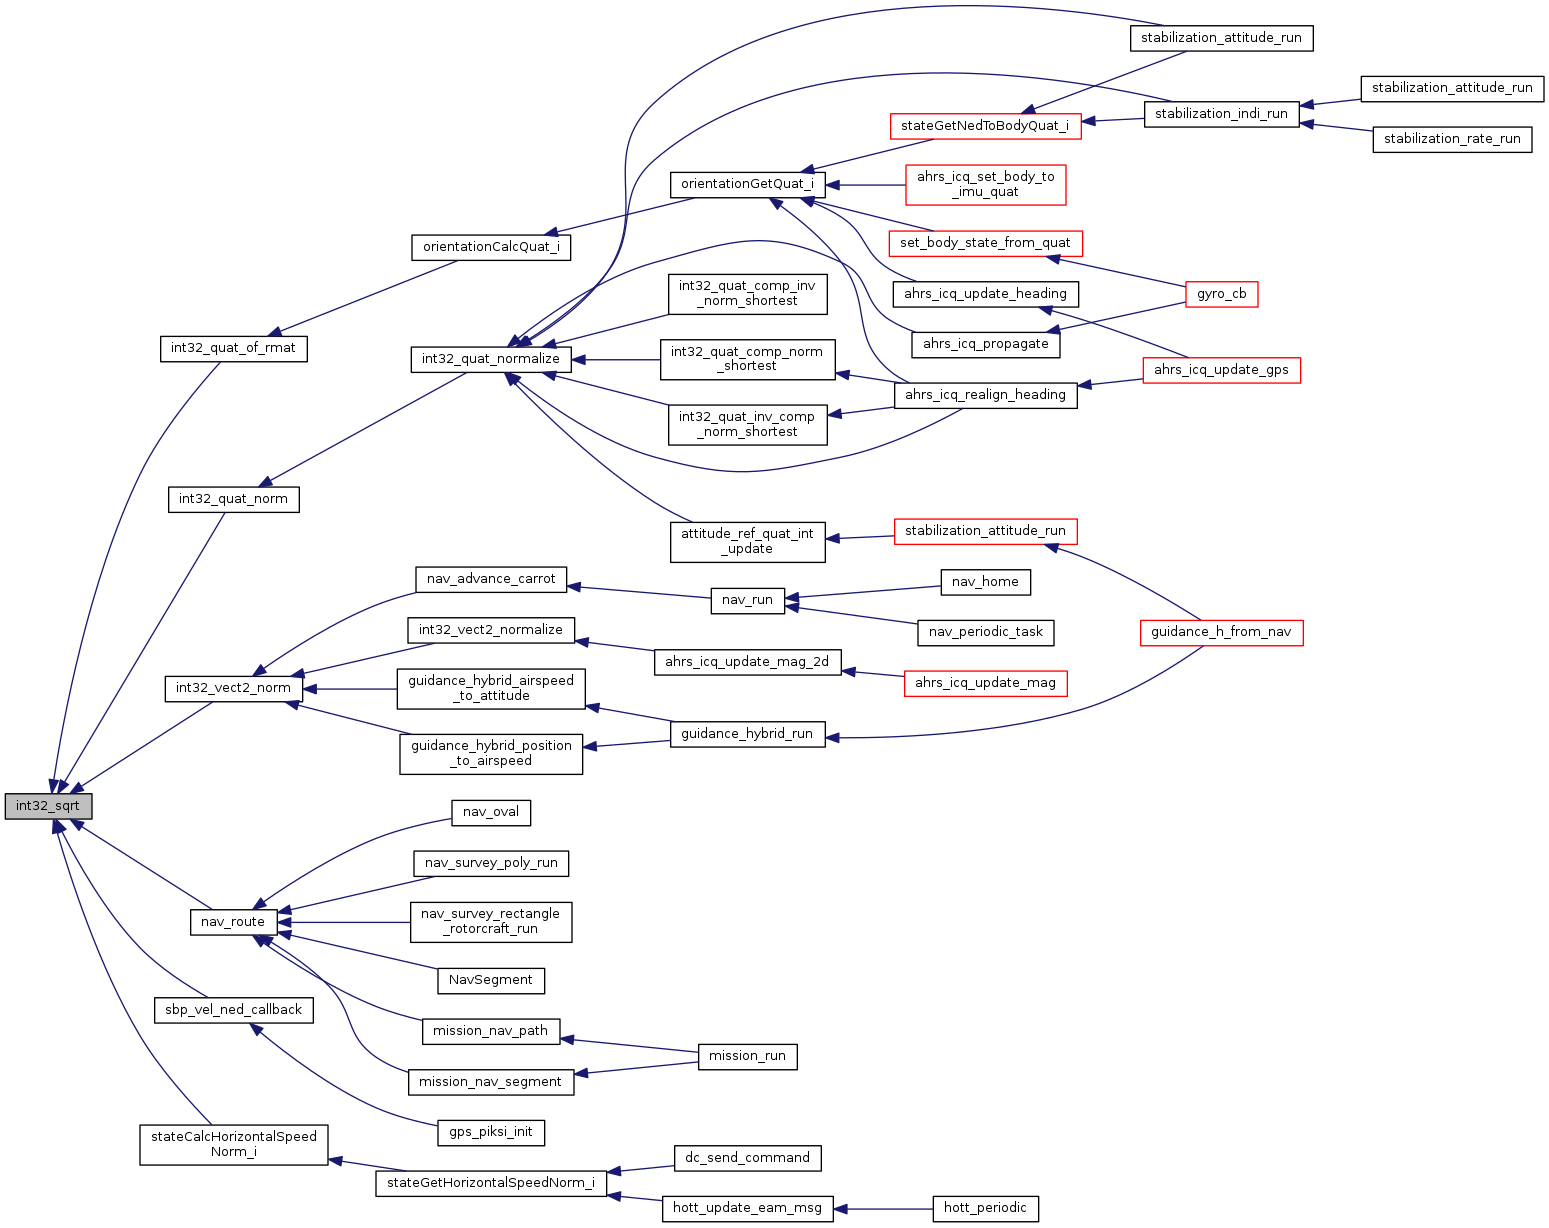 stabilization_attitude_run
stabilization_attitude_run
stabilization_indi_run
stateGetNedToBodyQuat_i
stabilization_rate_run
orientationGetQuat_i
ahrs_icq_set_body_to
_imu_quat
orientationCalcQuat_i
set_body_state_from_quat
int32_quat_comp_inv
_norm_shortest
ahrs_icq_update_heading
gyro_cb
int32_quat_of_rmat
int32_quat_normalize
int32_quat_comp_norm
_shortest
ahrs_icq_propagate
ahrs_icq_update_gps
ahrs_icq_realign_heading
int32_quat_inv_comp
_norm_shortest
int32_quat_norm
attitude_ref_quat_int
_update
stabilization_attitude_run
nav_advance_carrot
nav_run
nav_home
nav_periodic_task
int32_vect2_normalize
guidance_h_from_nav
ahrs_icq_update_mag_2d
int32_vect2_norm
guidance_hybrid_airspeed
_to_attitude
ahrs_icq_update_mag
guidance_hybrid_run
guidance_hybrid_position
_to_airspeed
int32_sqrt
nav_oval
nav_survey_poly_run
nav_route
nav_survey_rectangle
_rotorcraft_run
NavSegment
sbp_vel_ned_callback
mission_nav_path
mission_run
mission_nav_segment
gps_piksi_init
stateCalcHorizontalSpeed
Norm_i
dc_send_command
stateGetHorizontalSpeedNorm_i
hott_update_eam_msg
hott_periodic